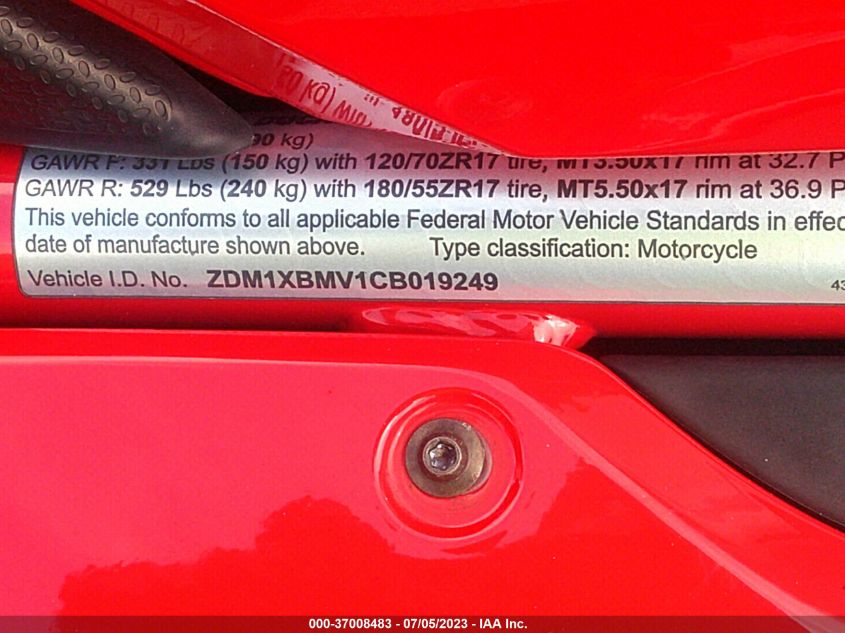 90 kg)
GAWR F: 331 Lbs (150 kg) with 120/70ZR17 tire, MT3.50x17 rim at 32.7 P
GAWR R: 529 Lbs (240 kg) with 180/55ZR17 tire, MT5.50x17 rim at 36.9 P
This vehicle conforms to all applicable Federal Motor Vehicle Standards in effec
date of manufacture shown above. Type classification: Motorcycle
Vehicle I.D. No. ZDM1XBMV1CB019249
43
000-37008483 - 07/05/2023 - IAA Inc.